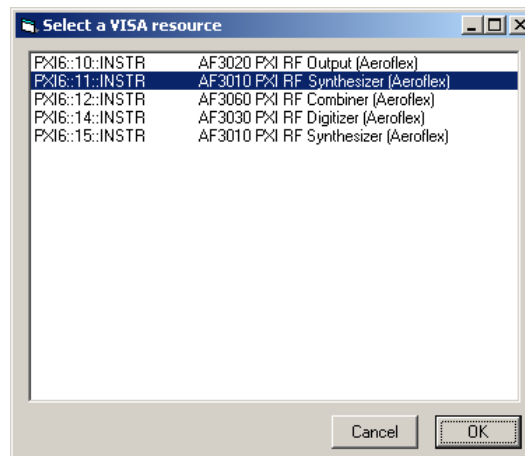 Select a VISA resource
PXI6::10::INSTR AF3020 PXI RF Output (Aeroflex)
PXI6::11::INSTR AF3010 PXI RF Synthesizer (Aeroflex)
PXI6::12::INSTR AF3060 PXI RF Combiner (Aeroflex)
PXI6::14::INSTR AF3030 PXI RF Digitizer (Aeroflex)
PXI6::15::INSTR AF3010 PXI RF Synthesizer (Aeroflex)
Cancel OK